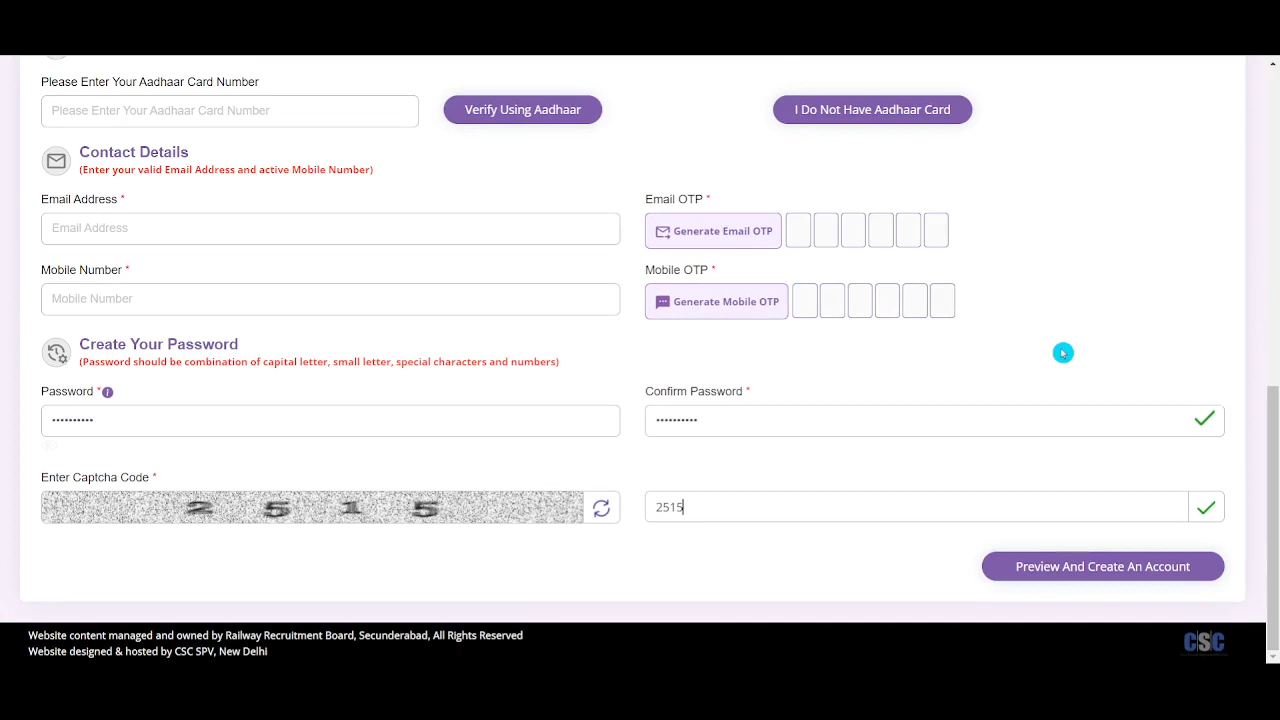 Please Enter Your Aadhaar Card Number
Please Enter Your Aadhaar Card Number
Verify Using Aadhaar
I Do Not Have Aadhaar Card
Contact Details
(Enter your valid Email Address and active Mobile Number)
Email Address *
Email OTP *
Email Address
Generate Email OTP
Mobile Number *
Mobile OTP *
Mobile Number
Generate Mobile OTP
Create Your Password
(Password should be combination of capital letter, small letter, special characters and numbers)
Password * i
Confirm Password *
••••••••••
••••••••••
Enter Captcha Code *
2 5 1 5
2515
Preview And Create An Account
Website content managed and owned by Railway Recruitment Board, Secunderabad, All Rights Reserved
Website designed & hosted by CSC SPV, New Delhi
CSC